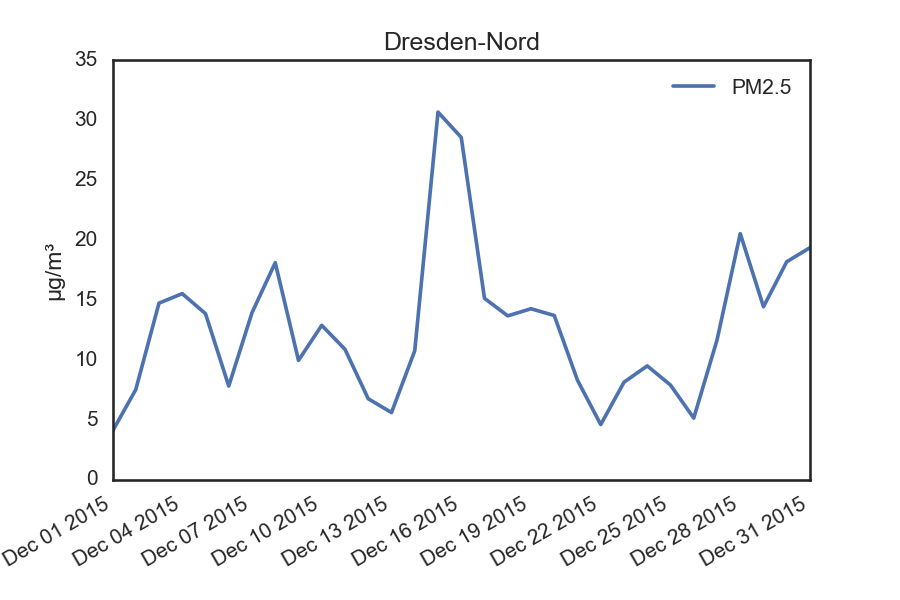 Dresden-Nord
PM2.5
µg/m³
35
30
25
20
15
10
5
0
Dec 01 2015
Dec 04 2015
Dec 07 2015
Dec 10 2015
Dec 13 2015
Dec 16 2015
Dec 19 2015
Dec 22 2015
Dec 25 2015
Dec 28 2015
Dec 31 2015